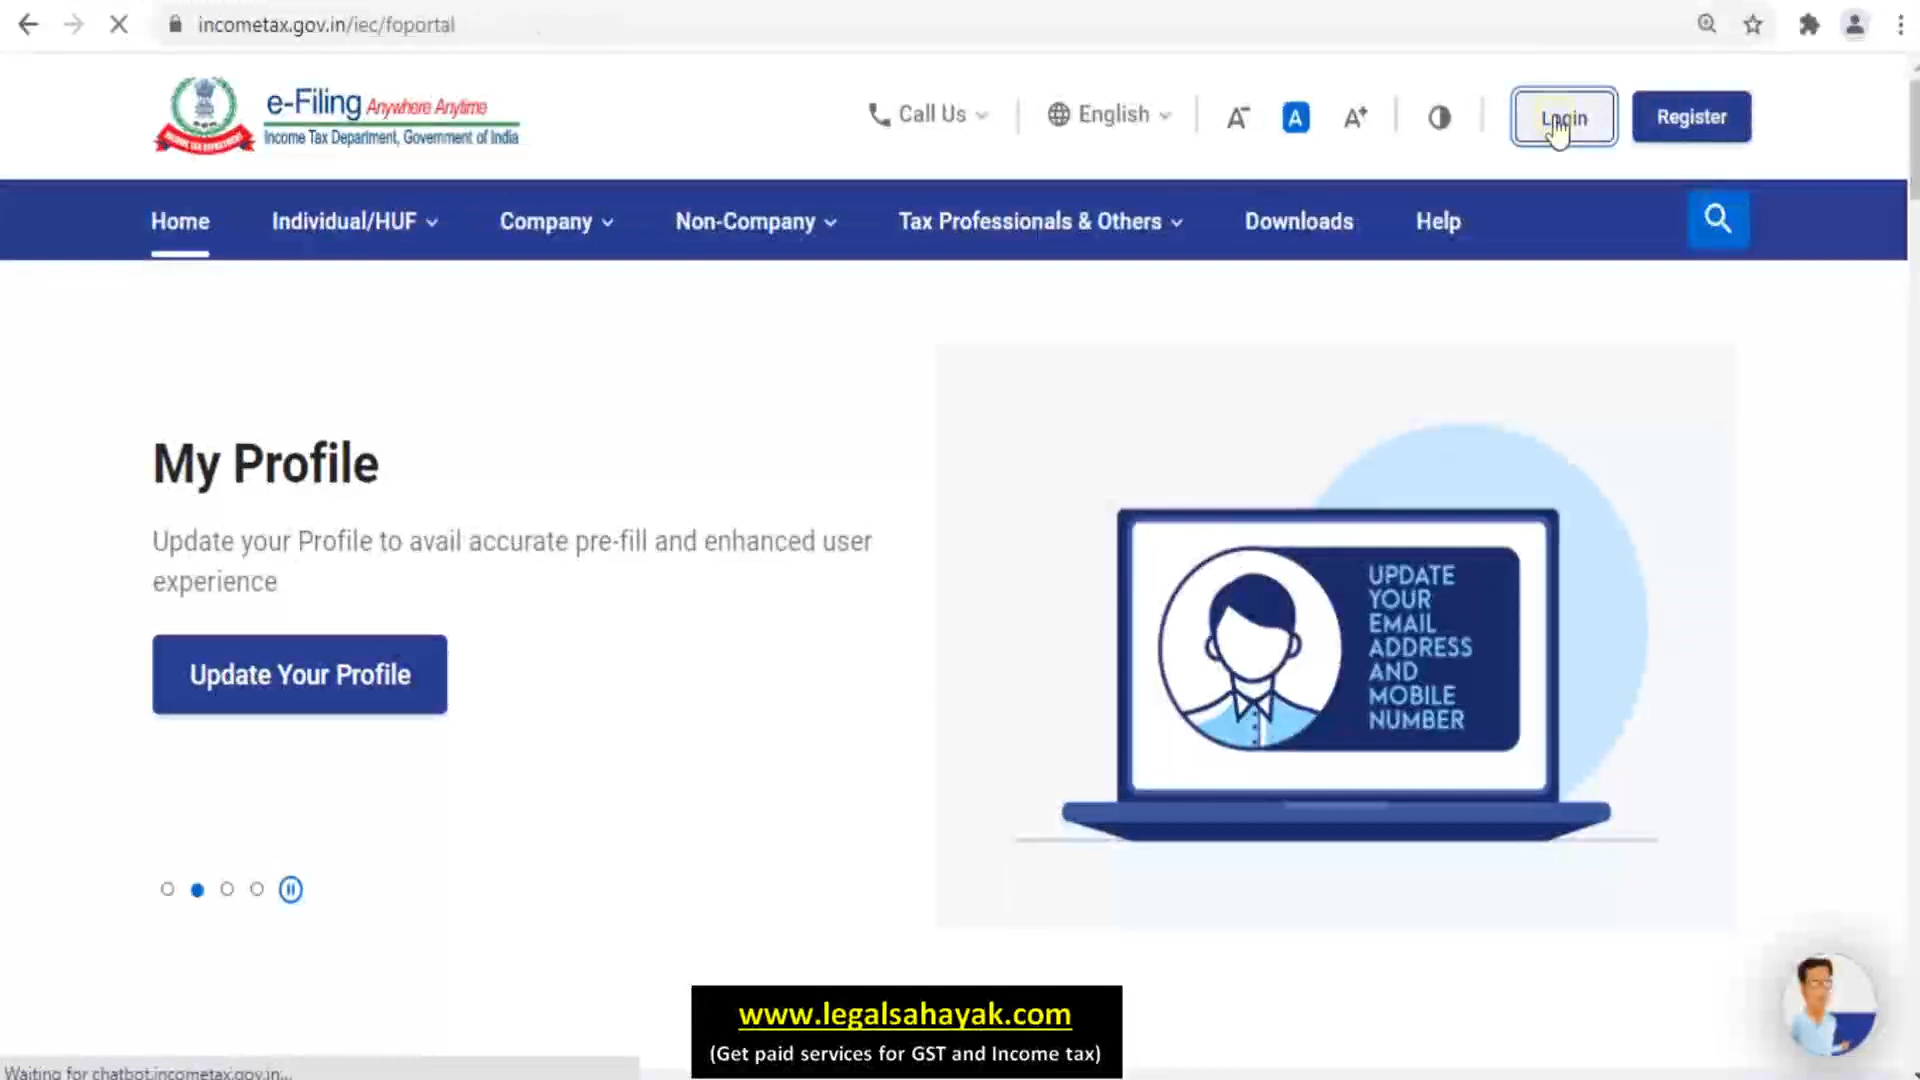 incometax.gov.in/iec/foportal
e-Filing Anywhere Anytime
Income Tax Department, Government of India
Call Us
English
A-
A
A+
Login
Register
Home
Individual/HUF
Company
Non-Company
Tax Professionals & Others
Downloads
Help
My Profile
Update your Profile to avail accurate pre-fill and enhanced user
experience
Update Your Profile
UPDATE
YOUR
EMAIL
ADDRESS
AND
MOBILE
NUMBER
www.legalsahayak.com
(Get paid services for GST and Income tax)
Waiting for chatbot.incometax.gov.in...